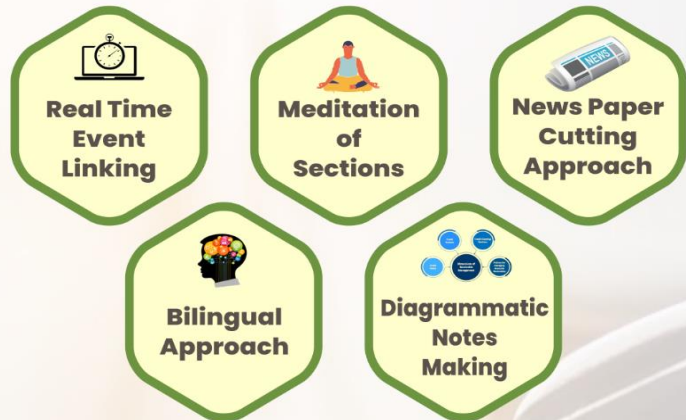 Real Time
Event
Linking
Meditation
of
Sections
NEWS
News Paper
Cutting
Approach
Bilingual
Approach
Diagrammatic
Notes
Making